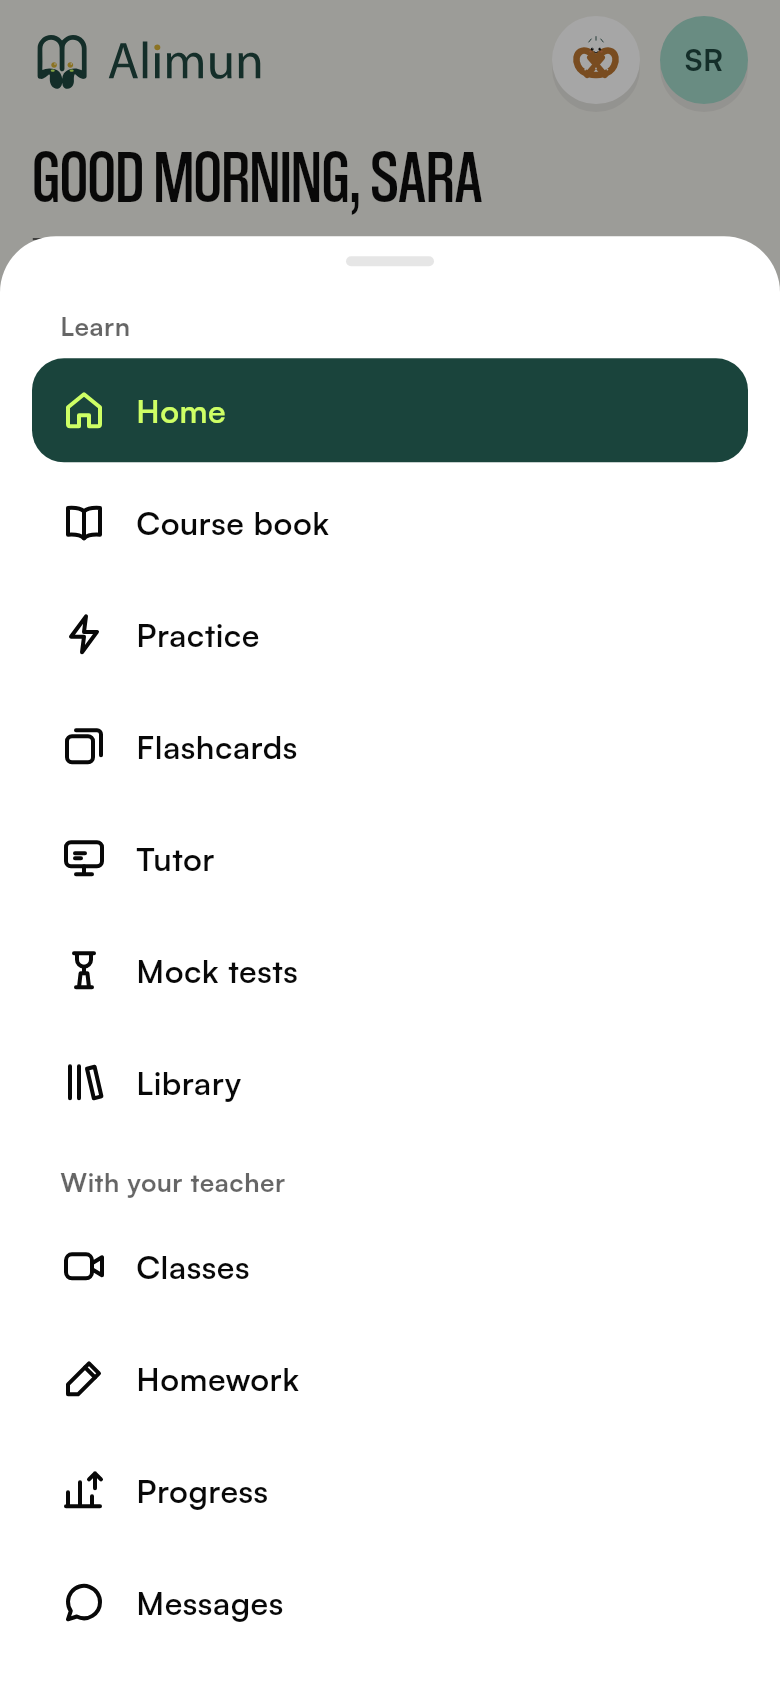 Alimun
SR
GOOD MORNING, SARA
Learn
Home
Course book
Practice
Flashcards
Tutor
Mock tests
Library
With your teacher
Classes
Homework
Progress
Messages